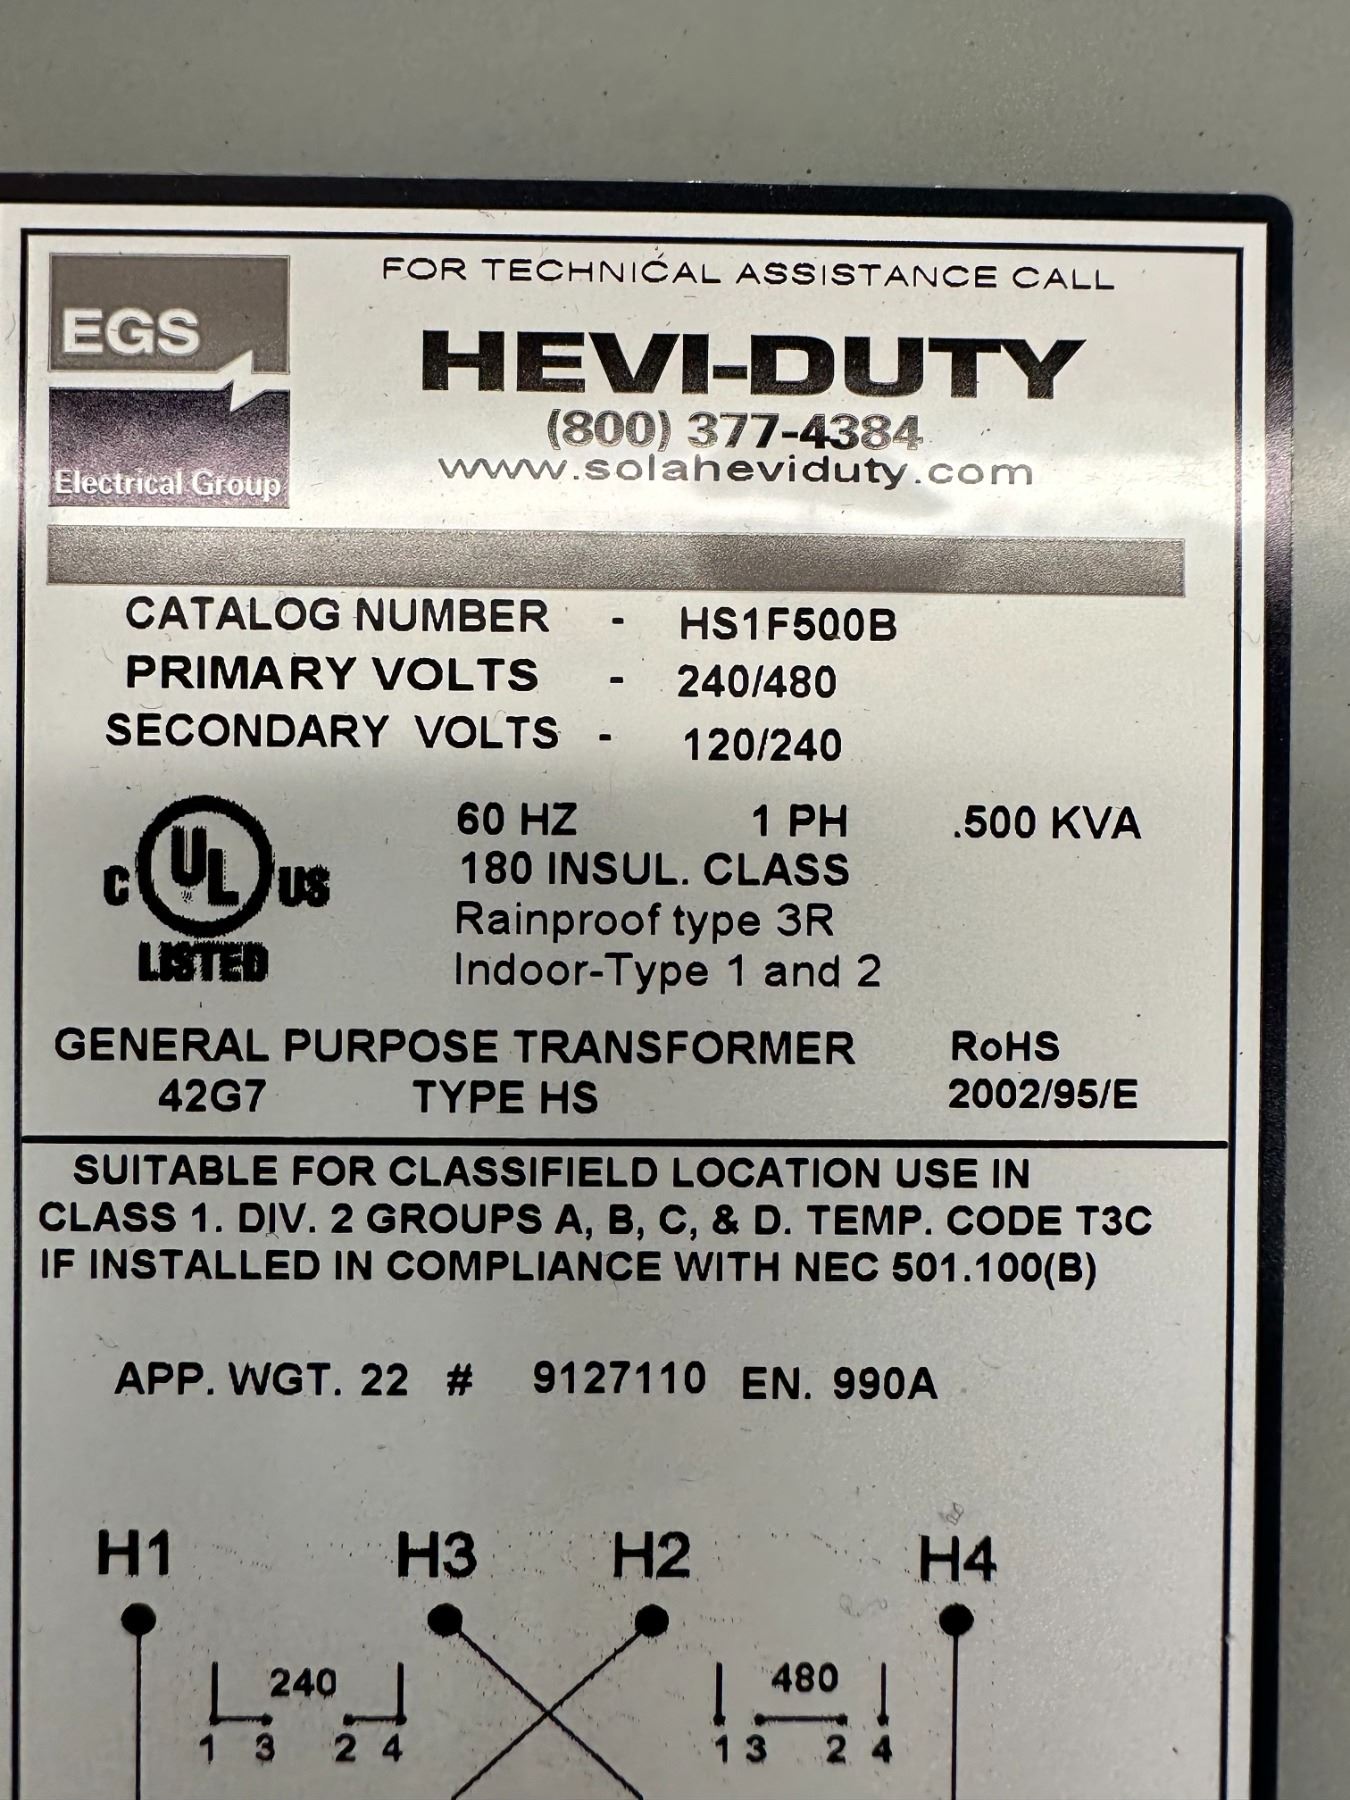 EGS
Electrical Group
FOR TECHNICAL ASSISTANCE CALL
HEVI-DUTY
(800) 377-4384
www.solaheviduty.com
CATALOG NUMBER - HS1F500B
PRIMARY VOLTS - 240/480
SECONDARY VOLTS - 120/240
C UL US
LISTED
60 HZ 1 PH .500 KVA
180 INSUL. CLASS
Rainproof type 3R
Indoor-Type 1 and 2
GENERAL PURPOSE TRANSFORMER RoHS
42G7 TYPE HS 2002/95/E
SUITABLE FOR CLASSIFIELD LOCATION USE IN
CLASS 1. DIV. 2 GROUPS A, B, C, & D. TEMP. CODE T3C
IF INSTALLED IN COMPLIANCE WITH NEC 501.100(B)
APP. WGT. 22 # 9127110 EN. 990A
H1 H3 H2 H4
240 480
1 3 2 4 1 3 2 4